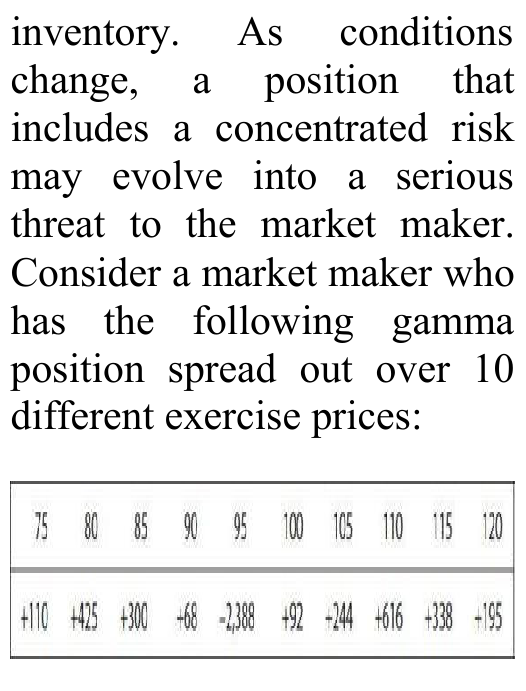 inventory. As conditions
change, a position that
includes a concentrated risk
may evolve into a serious
threat to the market maker.
Consider a market maker who
has the following gamma
position spread out over 10
different exercise prices:
75 80 85 90 95 100 105 110 115 120
+110 +425 +300 +68 -2,388 +92 +244 +616 +338 +195